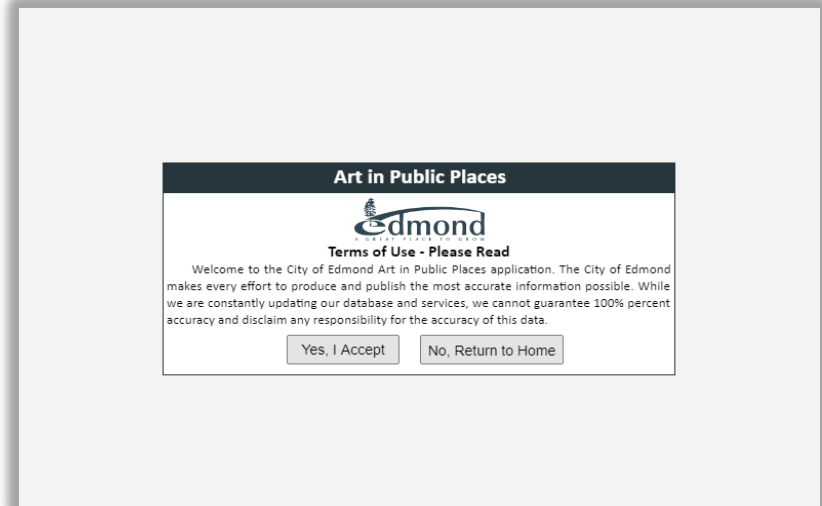 Art in Public Places
edmond
A GREAT PLACE TO GROW
Terms of Use - Please Read
Welcome to the City of Edmond Art in Public Places application. The City of Edmond
makes every effort to produce and publish the most accurate information possible. While
we are constantly updating our database and services, we cannot guarantee 100% percent
accuracy and disclaim any responsibility for the accuracy of this data.
Yes, I Accept
No, Return to Home